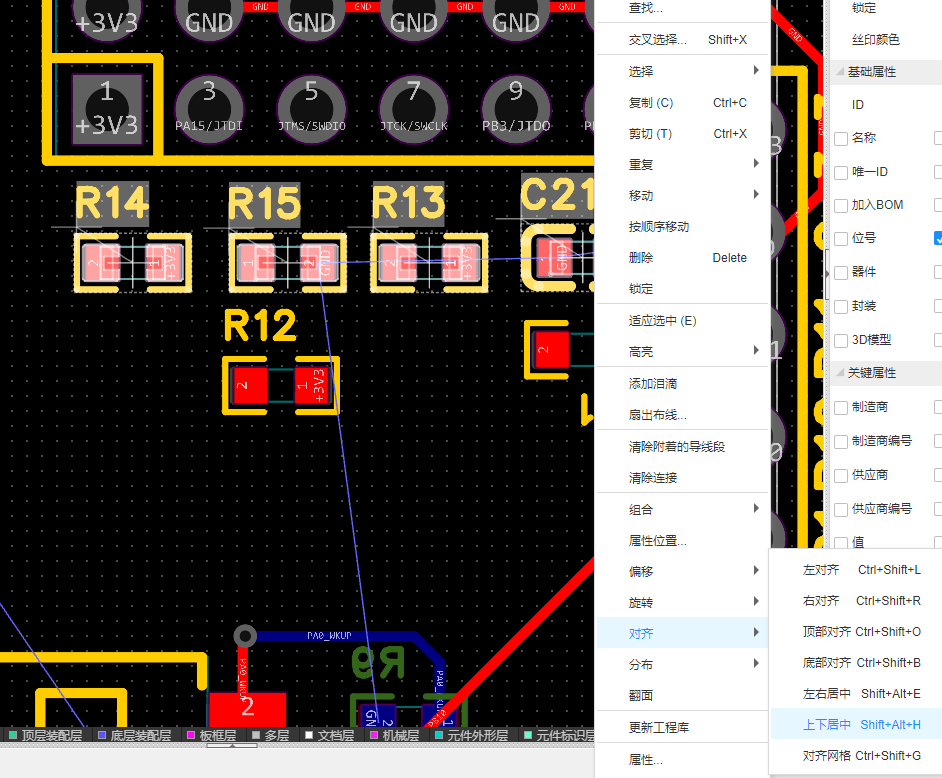 +3V3
GND
GND
GND
GND
GND
GND
GND
GND
1
3
5
7
9
+3V3
PA15/JTDI
JTMS/SWDIO
JTCK/SWCLK
PB3/JTDO
R14
R15
R13
C21
2
1
+3V3
1
2
GND
2
1
+3V3
GND
R12
2
1
+3V3
2
PA0_WKUP
PA0_WKUP
PA0_WKUP
R9
2
GN
2
1
PB10
GND
GND
3
1
0
查找...
交叉选择... Shift+X
选择
复制 (C) Ctrl+C
剪切 (T) Ctrl+X
重复
移动
按顺序移动
删除 Delete
锁定
适应选中 (E)
高亮
添加泪滴
扇出布线...
清除附着的导线段
清除连接
组合
属性位置...
偏移
旋转
对齐
分布
翻面
更新工程库
属性...
左对齐 Ctrl+Shift+L
右对齐 Ctrl+Shift+R
顶部对齐 Ctrl+Shift+O
底部对齐 Ctrl+Shift+B
左右居中 Shift+Alt+E
上下居中 Shift+Alt+H
对齐网格 Ctrl+Shift+G
锁定
丝印颜色
基础属性
ID
名称
唯一ID
加入BOM
位号
器件
封装
3D模型
关键属性
制造商
制造商编号
供应商
供应商编号
值
顶层装配层
底层装配层
板框层
多层
文档层
机械层
元件外形层
元件标识层